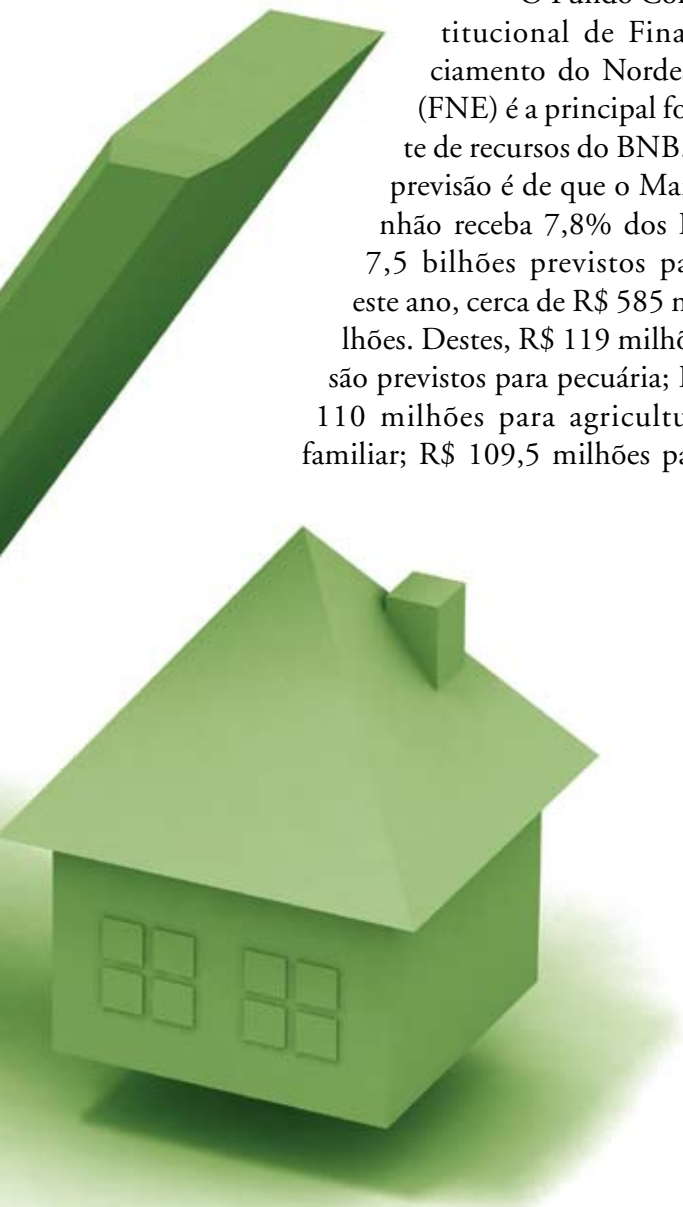 O Fundo Con
titucional de Fina
ciamento do Nordes
(FNE) é a principal fo
te de recursos do BNB.
previsão é de que o Ma
nhão receba 7,8% dos
7,5 bilhões previstos pa
este ano, cerca de R$ 585 m
lhões. Destes, R$ 119 milhõ
são previstos para pecuária;
110 milhões para agricultu
familiar; R$ 109,5 milhões pa